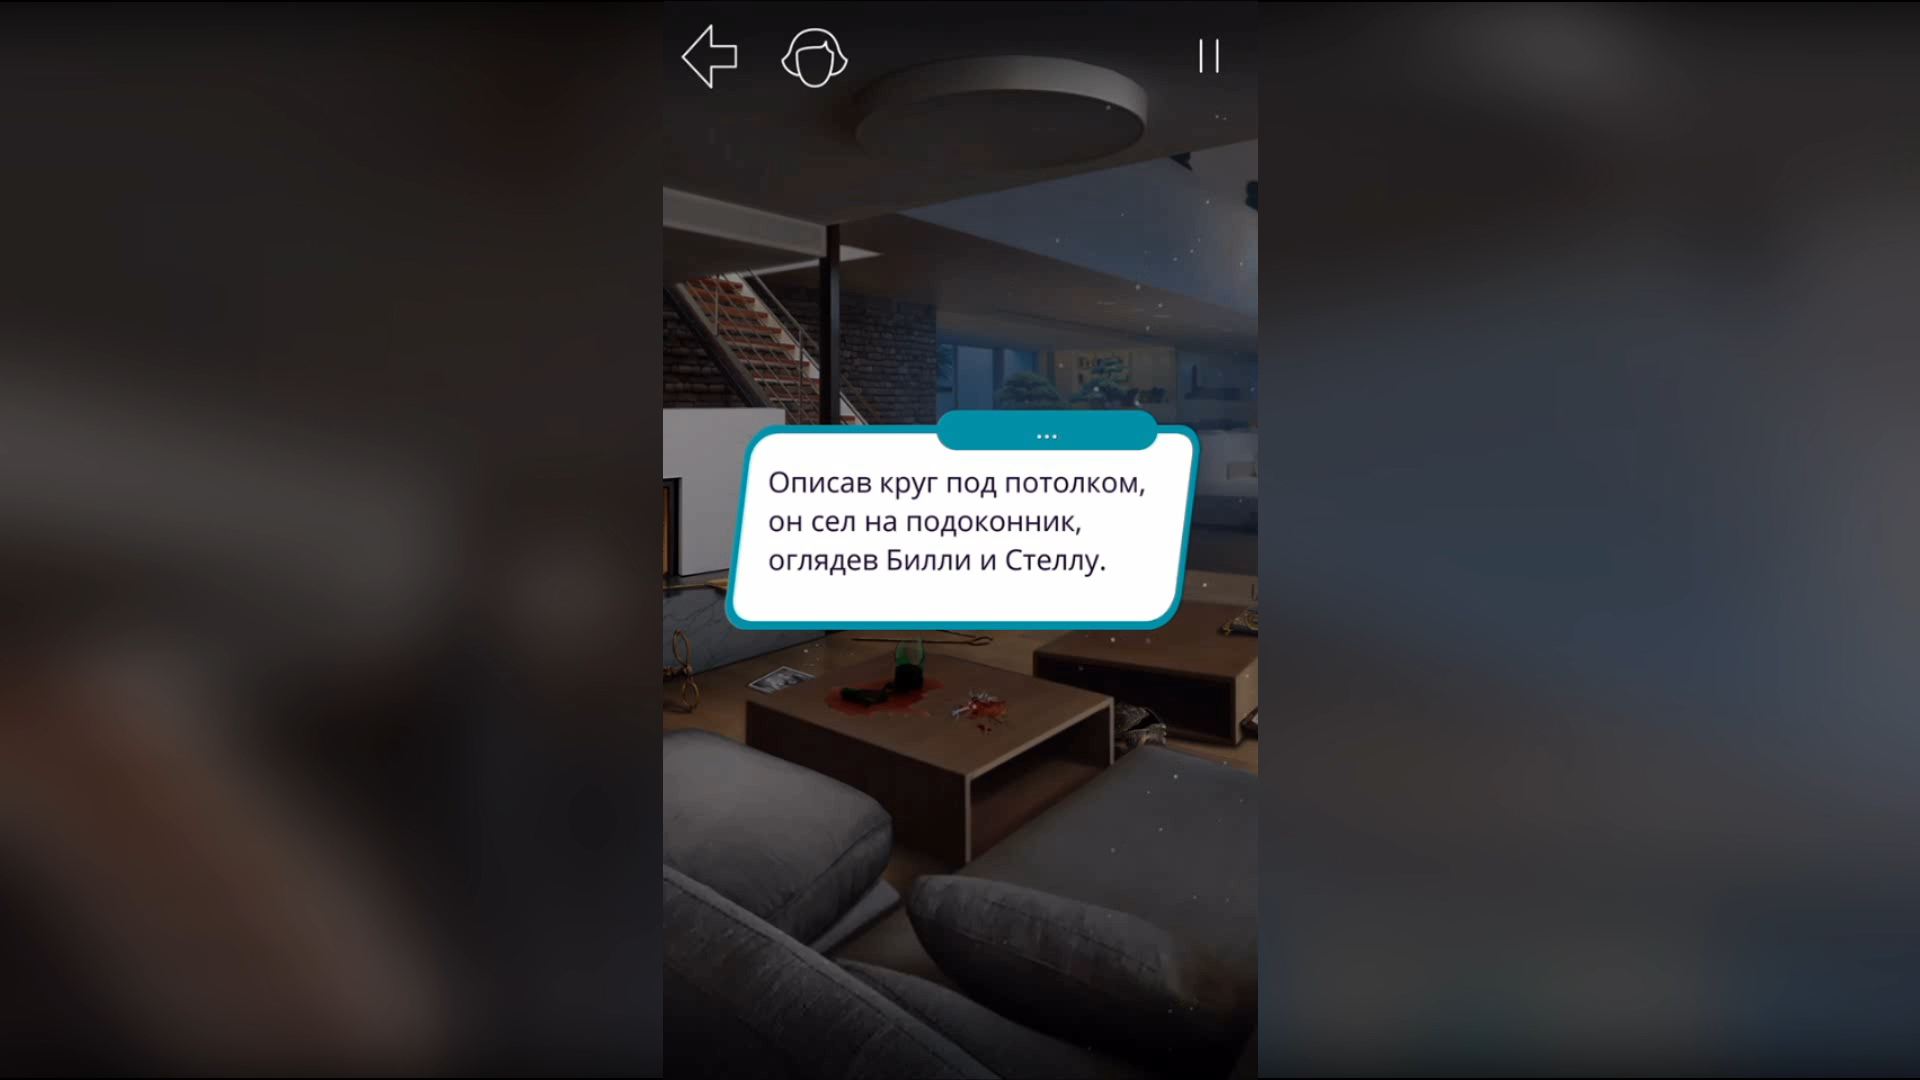 ...
Описав круг под потолком,
он сел на подоконник,
оглядев Билли и Стеллу.